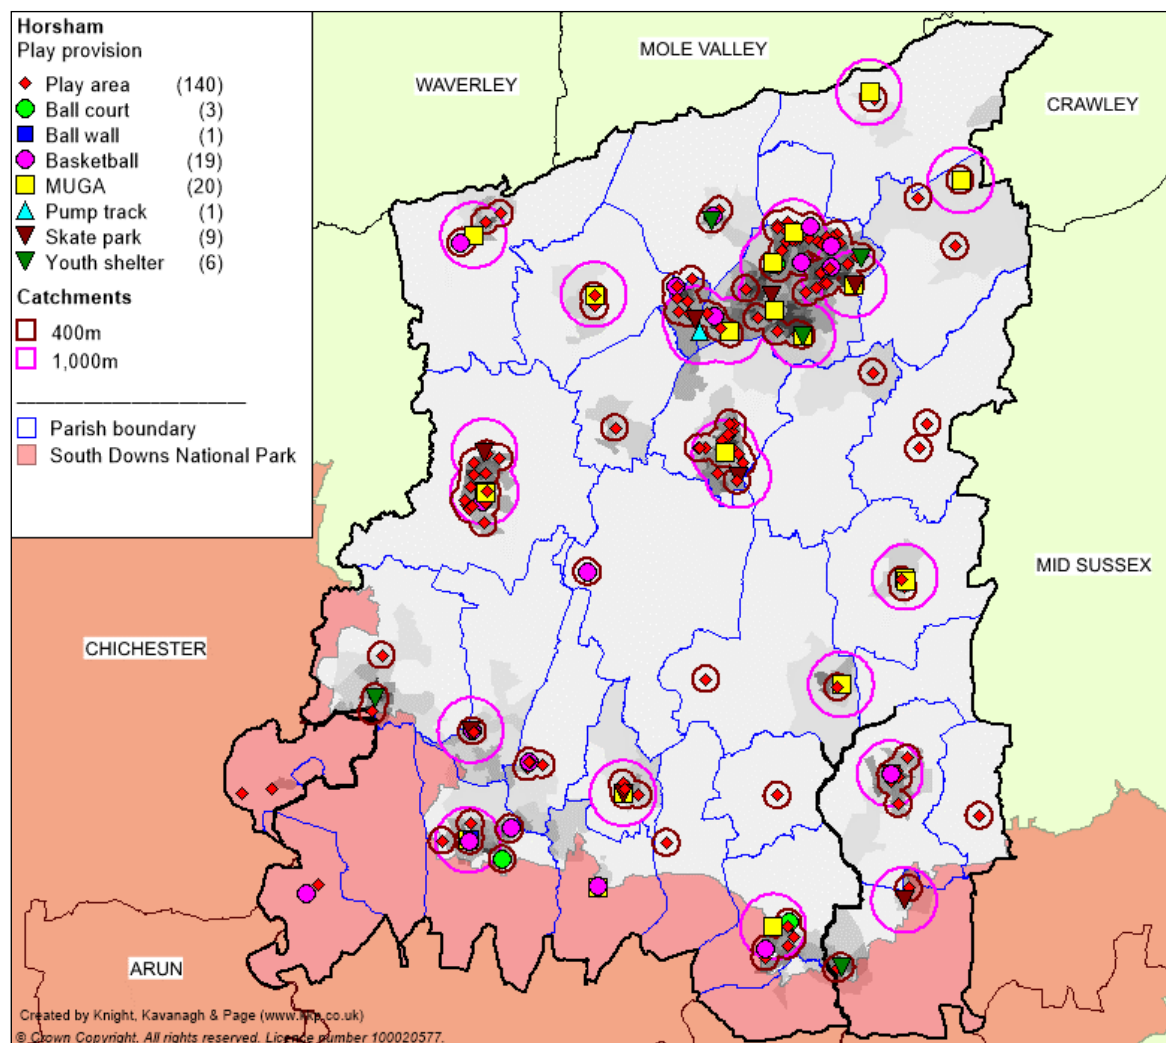 Horsham
Play provision
Play area (140)
Ball court (3)
Ball wall (1)
Basketball (19)
MUGA (20)
Pump track (1)
Skate park (9)
Youth shelter (6)
Catchments
400m
1,000m
Parish boundary
South Downs National Park
MOLE VALLEY
WAVERLEY
CRAWLEY
MID SUSSEX
CHICHESTER
ARUN
Created by Knight, Kavanagh & Page (www.kkp.co.uk)
© Crown Copyright. All rights reserved. Licence number 100020577.